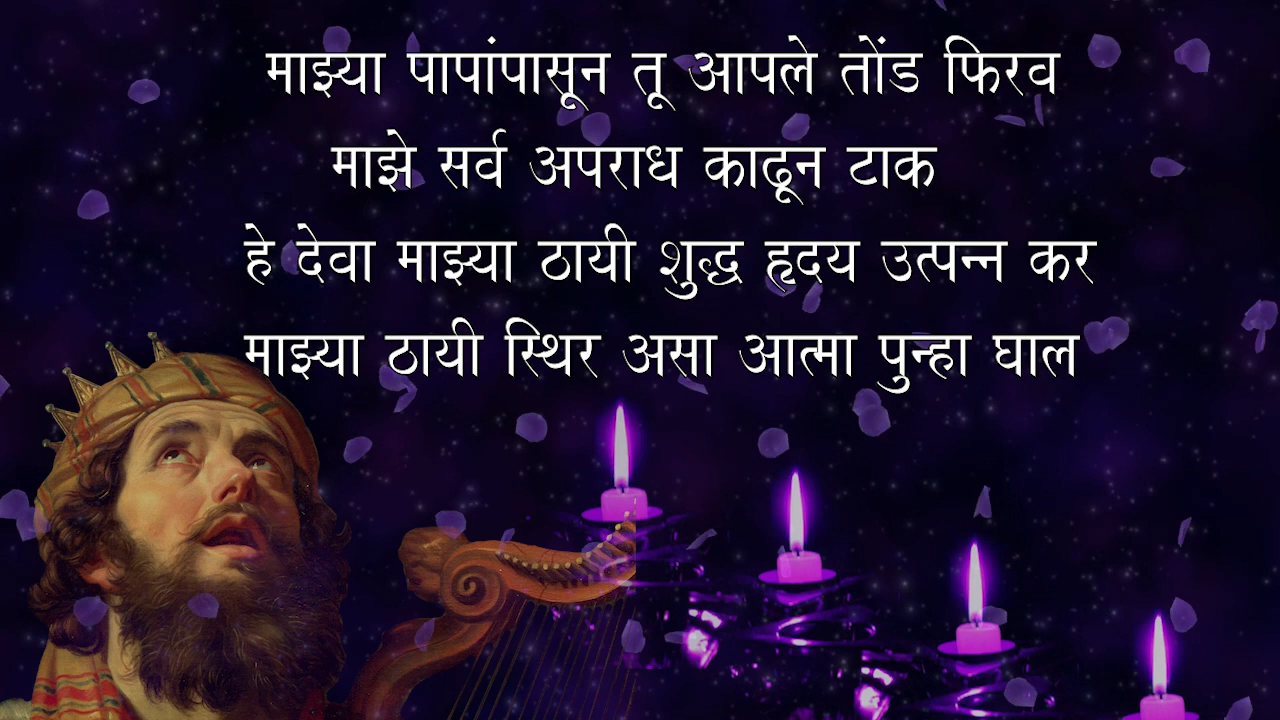 माझ्या पापांपासून तू आपले तोंड फिरव
माझे सर्व अपराध काढून टाक
हे देवा माझ्या ठायी शुद्ध हृदय उत्पन्न कर
माझ्या ठायी स्थिर असा आत्मा पुन्हा घाल